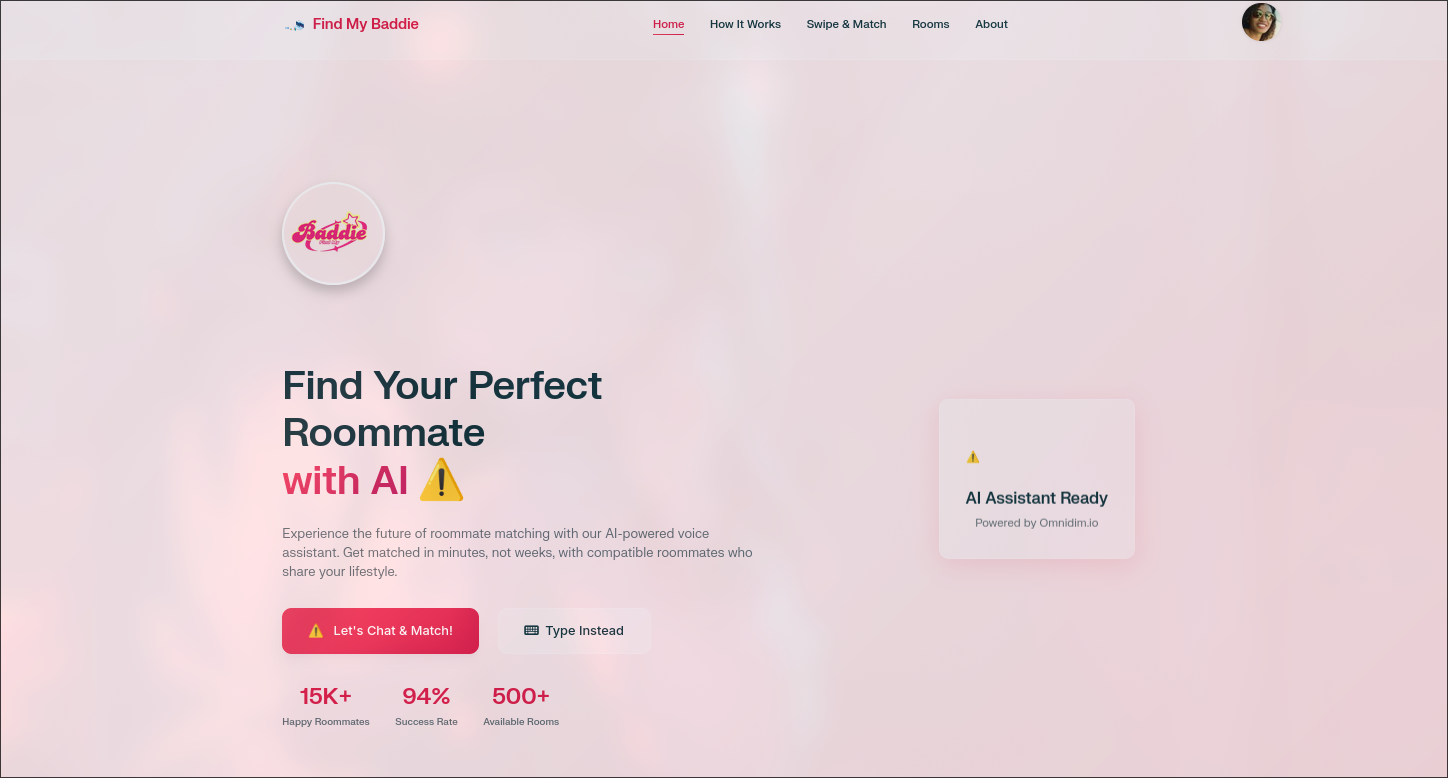 Find My Baddie
Home How It Works Swipe & Match Rooms About
Baddie
Find Your Perfect
Roommate
with AI ⚠️
Experience the future of roommate matching with our AI-powered voice
assistant. Get matched in minutes, not weeks, with compatible roommates who
share your lifestyle.
⚠️ Let's Chat & Match!
⌨ Type Instead
15K+
Happy Roommates
94%
Success Rate
500+
Available Rooms
⚠️
AI Assistant Ready
Powered by Omnidim.io